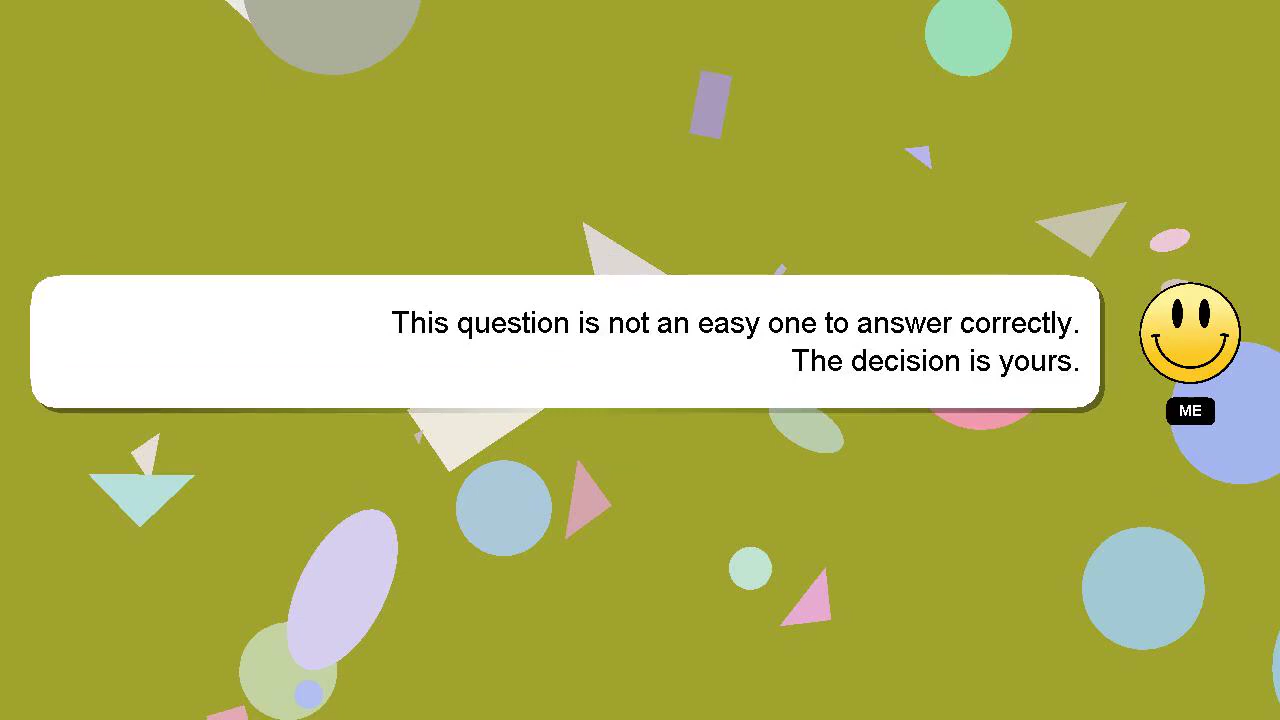 This question is not an easy one to answer correctly.
The decision is yours.
ME